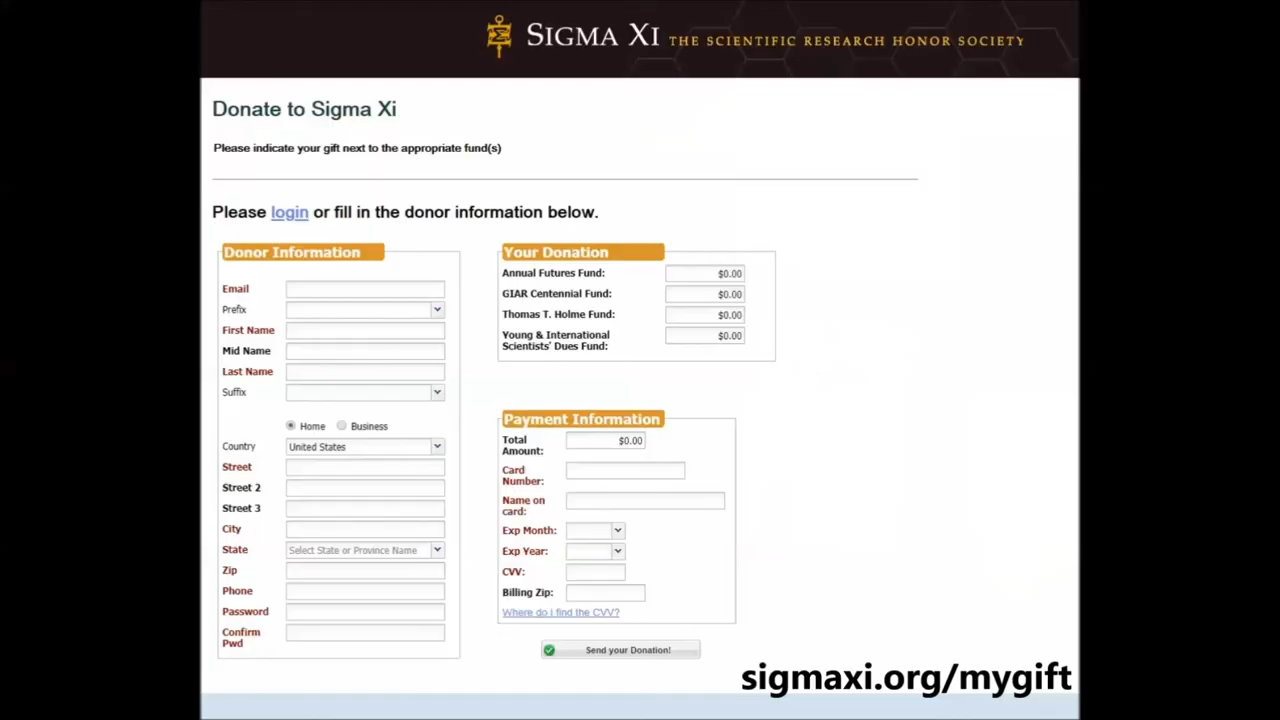 SIGMA XI THE SCIENTIFIC RESEARCH HONOR SOCIETY
Donate to Sigma Xi
Please indicate your gift next to the appropriate fund(s)
Please login or fill in the donor information below.
Donor Information
Email
Prefix
First Name
Mid Name
Last Name
Suffix
Home Business
Country United States
Street
Street 2
Street 3
City
State Select State or Province Name
Zip
Phone
Password
Confirm
Pwd
Your Donation
Annual Futures Fund: $0.00
GIAR Centennial Fund: $0.00
Thomas T. Holme Fund: $0.00
Young & International $0.00
Scientists' Dues Fund:
Payment Information
Total $0.00
Amount:
Card
Number:
Name on
card:
Exp Month:
Exp Year:
CVV:
Billing Zip:
Where do i find the CVV?
Send your Donation!
sigmaxi.org/mygift